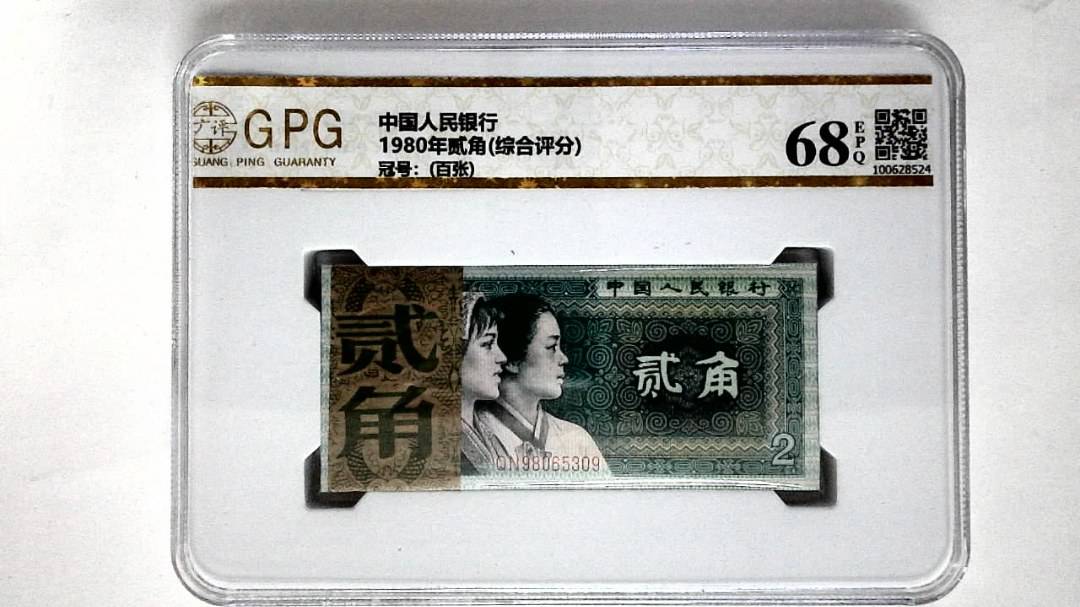 广评
GPG
GUANG PING GUARANTY
中国人民银行
1980年贰角(综合评分)
冠号：(百张)
68
EPQ
100628524
贰角
中国人民银行
贰角
QN98065309
2